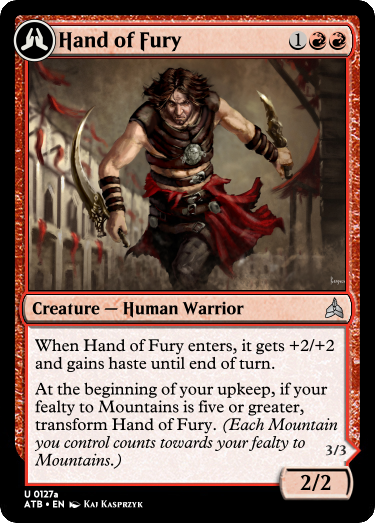 Hand of Fury 1
Creature — Human Warrior
When Hand of Fury enters, it gets +2/+2
and gains haste until end of turn.
At the beginning of your upkeep, if your
fealty to Mountains is five or greater,
transform Hand of Fury. (Each Mountain
you control counts towards your fealty to
Mountains.)
3/3
2/2
U 0127a
ATB • EN Kaj Kasprzyk